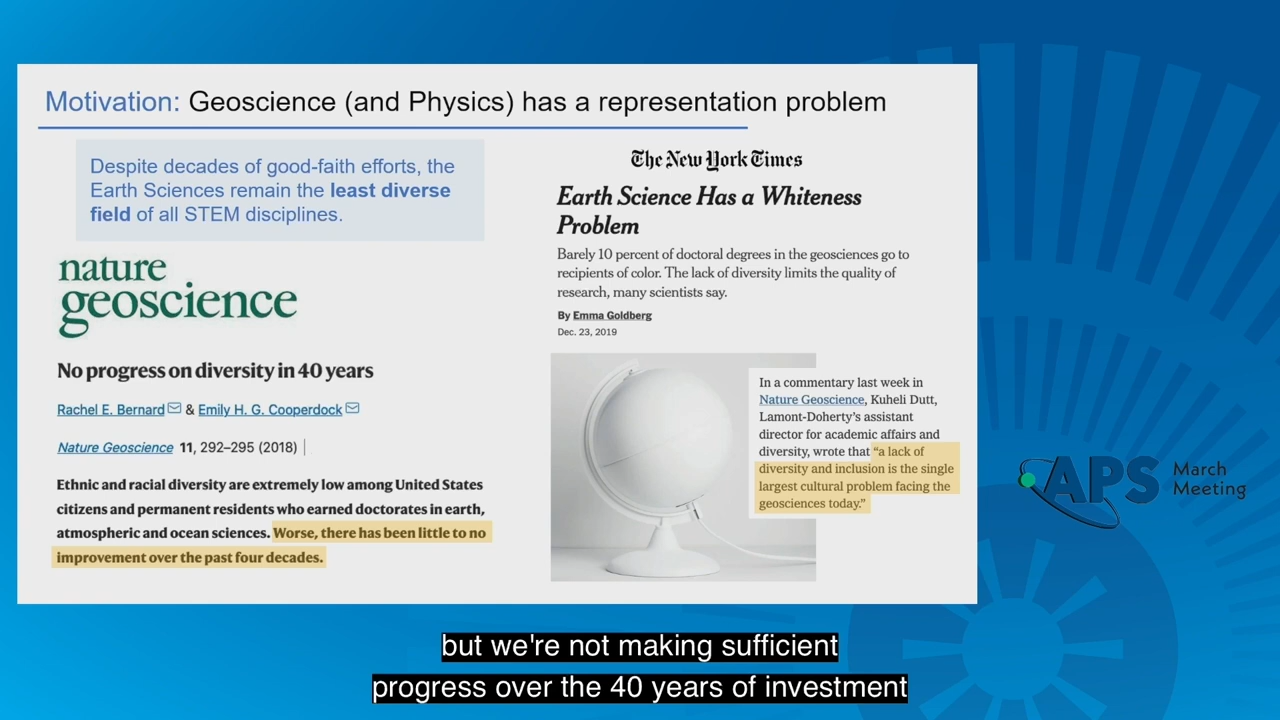 Motivation: Geoscience (and Physics) has a representation problem
Despite decades of good-faith efforts, the
Earth Sciences remain the least diverse
field of all STEM disciplines.
nature
geoscience
No progress on diversity in 40 years
Rachel E. Bernard & Emily H. G. Cooperdock
Nature Geoscience 11, 292–295 (2018)
Ethnic and racial diversity are extremely low among United States
citizens and permanent residents who earned doctorates in earth,
atmospheric and ocean sciences. Worse, there has been little to no
improvement over the past four decades.
The New York Times
Earth Science Has a Whiteness
Problem
Barely 10 percent of doctoral degrees in the geosciences go to
recipients of color. The lack of diversity limits the quality of
research, many scientists say.
By Emma Goldberg
Dec. 23, 2019
In a commentary last week in
Nature Geoscience, Kuheli Dutt,
Lamont-Doherty’s assistant
director for academic affairs and
diversity, wrote that “a lack of
diversity and inclusion is the single
largest cultural problem facing the
geosciences today.”
APS March
Meeting
but we're not making sufficient
progress over the 40 years of investment